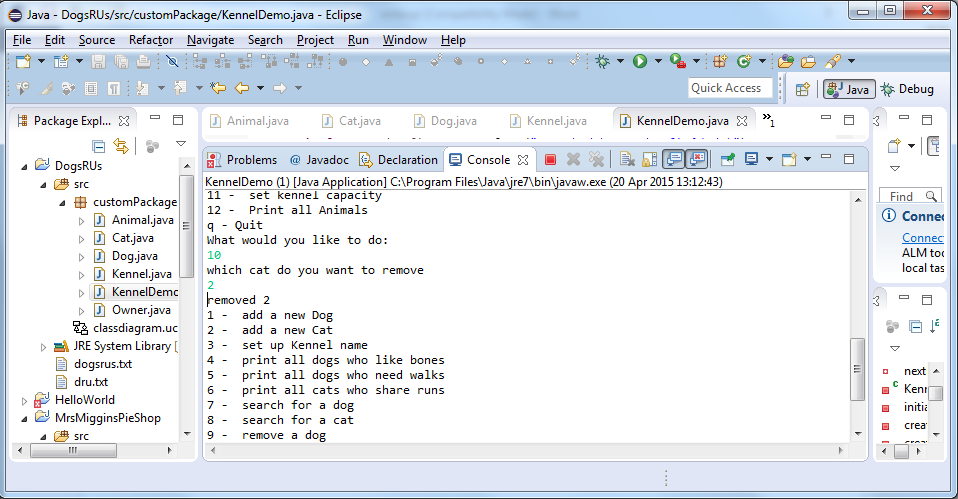 Java - DogsRUs/src/customPackage/KennelDemo.java - Eclipse
File Edit Source Refactor Navigate Search Project Run Window Help
Quick Access
Java
Debug
Package Expl...
DogsRUs
src
customPackage
Animal.java
Cat.java
Dog.java
Kennel.java
KennelDemo
Owner.java
classdiagram.uc
JRE System Library [
dogsrus.txt
dru.txt
HelloWorld
MrsMigginsPieShop
src
Animal.java Cat.java Dog.java Kennel.java KennelDemo.java »1
Problems @ Javadoc Declaration Console
KennelDemo (1) [Java Application] C:\Program Files\Java\jre7\bin\javaw.exe (20 Apr 2015 13:12:43)
11 -  set kennel capacity
12 -  Print all Animals
q - Quit
What would you like to do:
10
which cat do you want to remove
2
removed 2
1 -  add a new Dog
2 -  add a new Cat
3 -  set up Kennel name
4 -  print all dogs who like bones
5 -  print all dogs who need walks
6 -  print all cats who share runs
7 -  search for a dog
8 -  search for a cat
9 -  remove a dog
Find
Connec
Connect
ALM too
local tas
next
Kenn
initia
creat